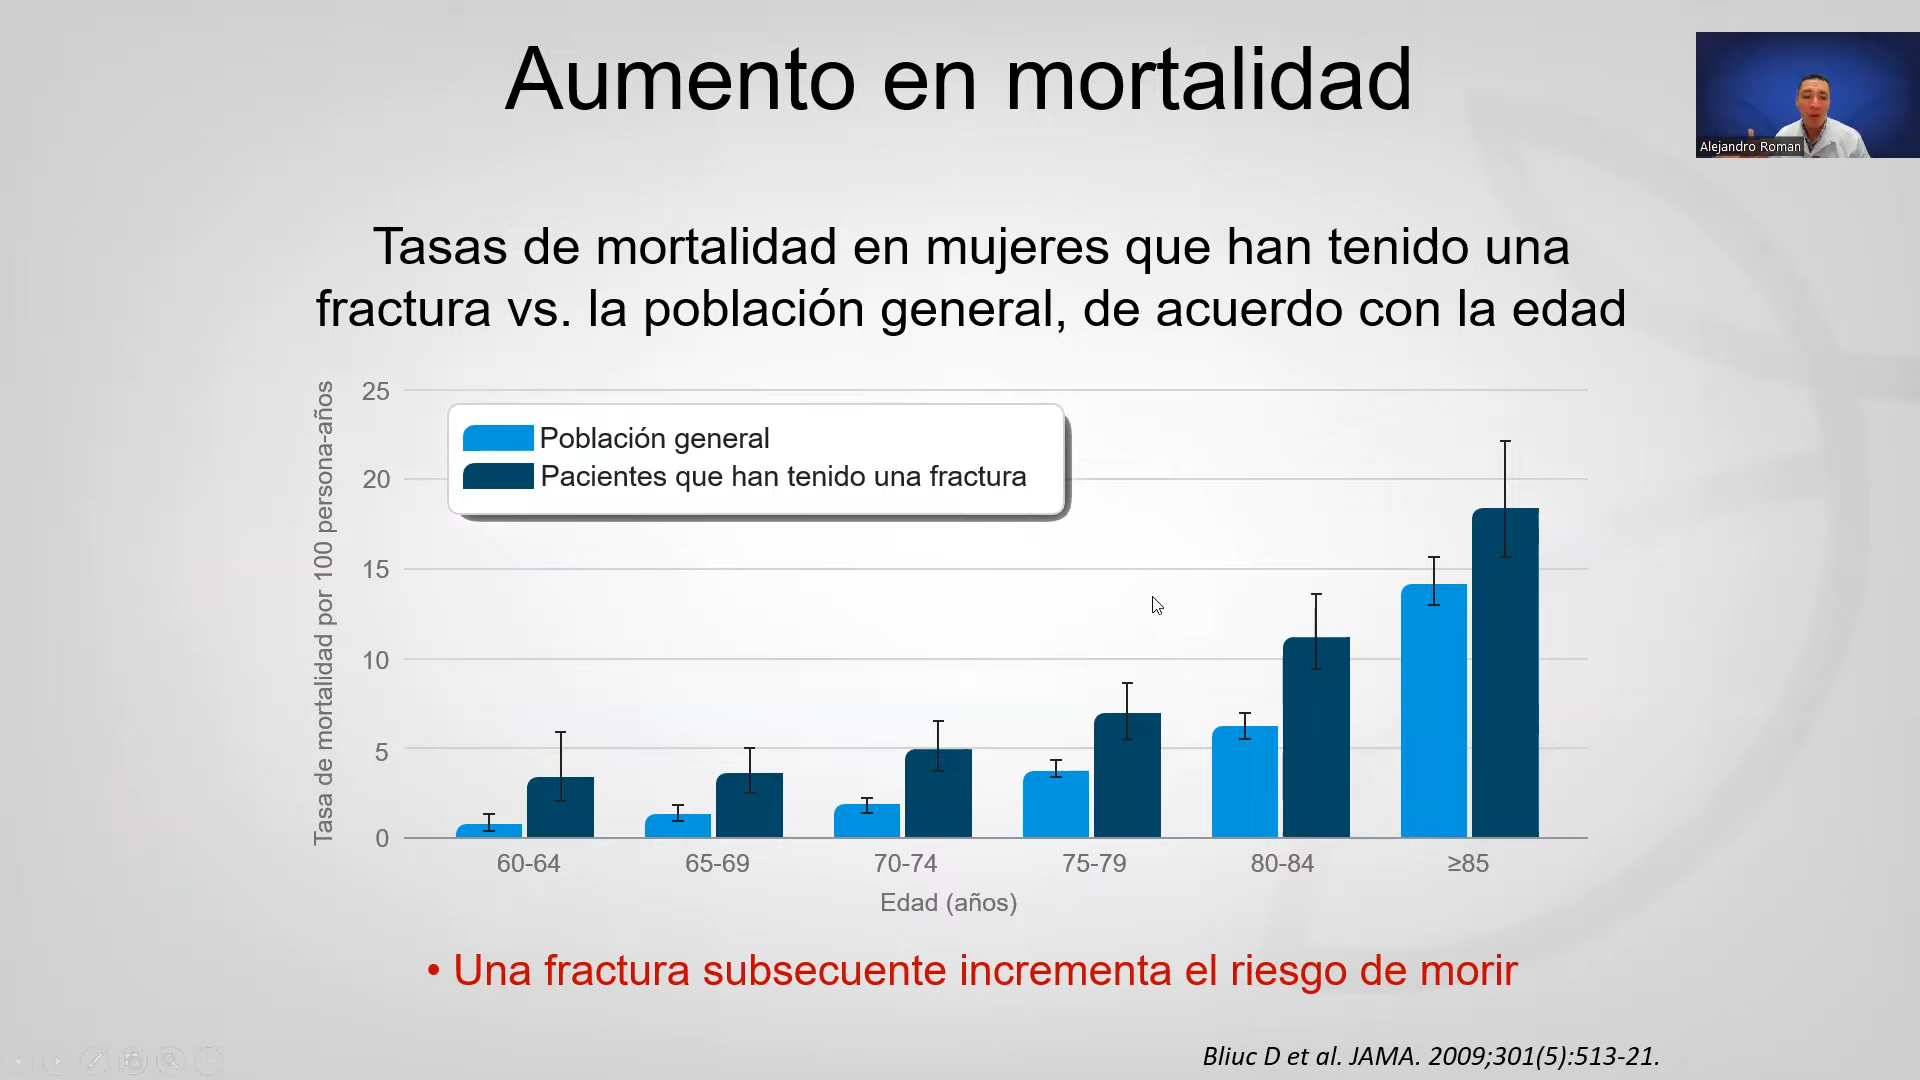 Aumento en mortalidad
Alejandro Roman
Tasas de mortalidad en mujeres que han tenido una
fractura vs. la población general, de acuerdo con la edad
Tasa de mortalidad por 100 persona-años
25
20
15
10
5
0
Población general
Pacientes que han tenido una fractura
60-64
65-69
70-74
75-79
80-84
≥85
Edad (años)
• Una fractura subsecuente incrementa el riesgo de morir
Bliuc D et al. JAMA. 2009;301(5):513-21.